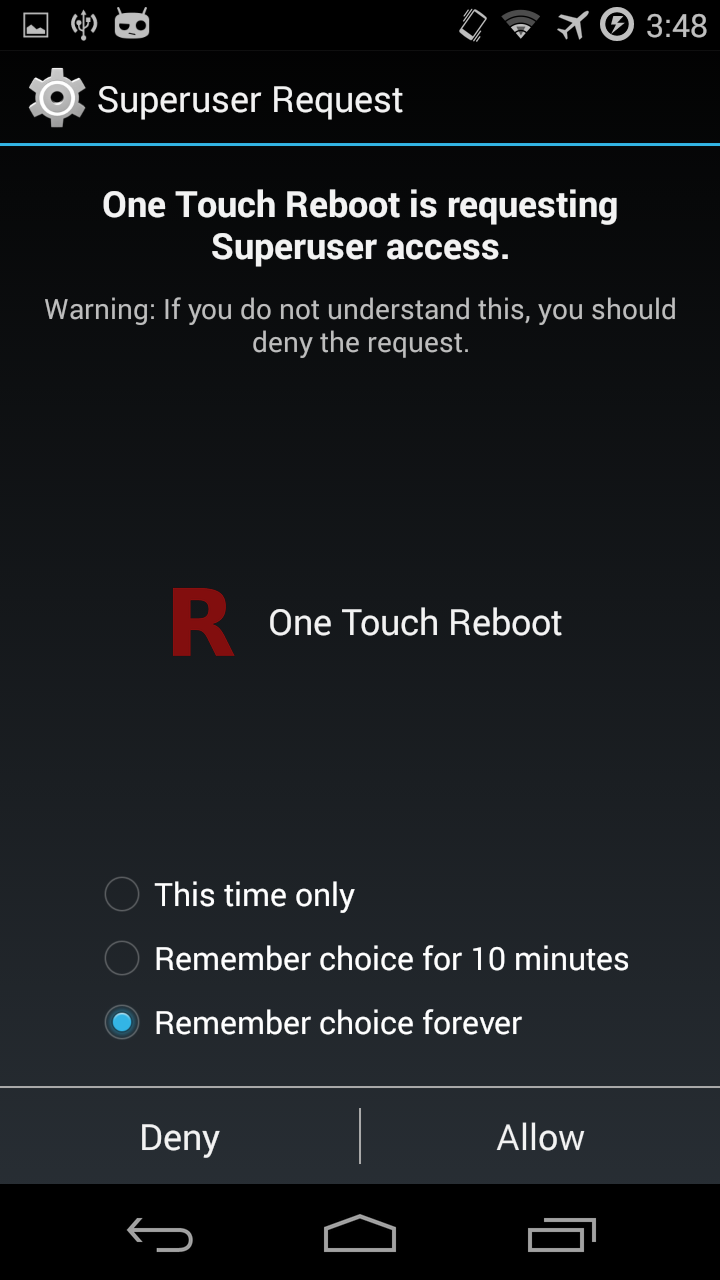 3:48
Superuser Request
One Touch Reboot is requesting
Superuser access.
Warning: If you do not understand this, you should
deny the request.
R
One Touch Reboot
This time only
Remember choice for 10 minutes
Remember choice forever
Deny
Allow